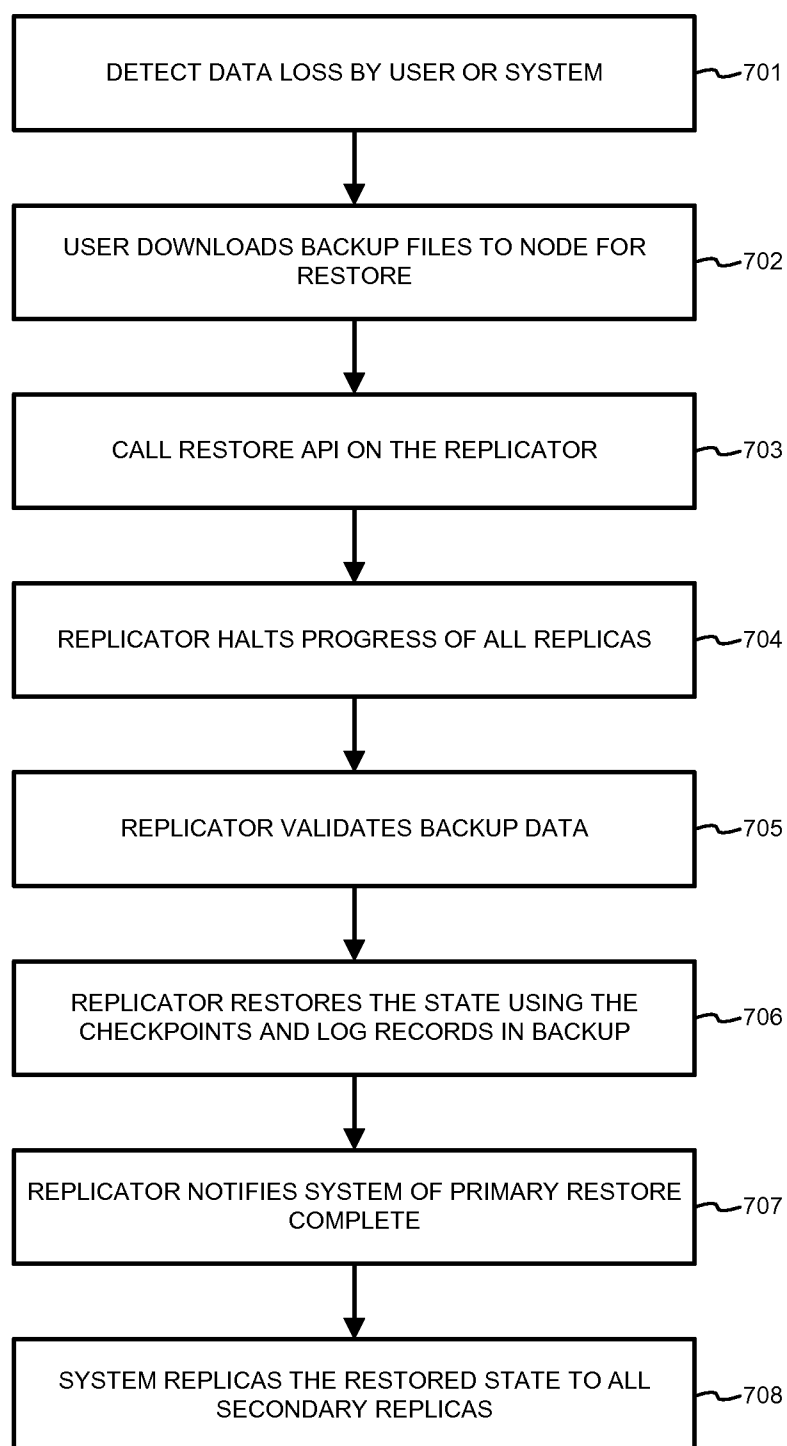 DETECT DATA LOSS BY USER OR SYSTEM
701
USER DOWNLOADS BACKUP FILES TO NODE FOR
RESTORE
702
CALL RESTORE API ON THE REPLICATOR
703
REPLICATOR HALTS PROGRESS OF ALL REPLICAS
704
REPLICATOR VALIDATES BACKUP DATA
705
REPLICATOR RESTORES THE STATE USING THE
CHECKPOINTS AND LOG RECORDS IN BACKUP
706
REPLICATOR NOTIFIES SYSTEM OF PRIMARY RESTORE
COMPLETE
707
SYSTEM REPLICAS THE RESTORED STATE TO ALL
SECONDARY REPLICAS
708